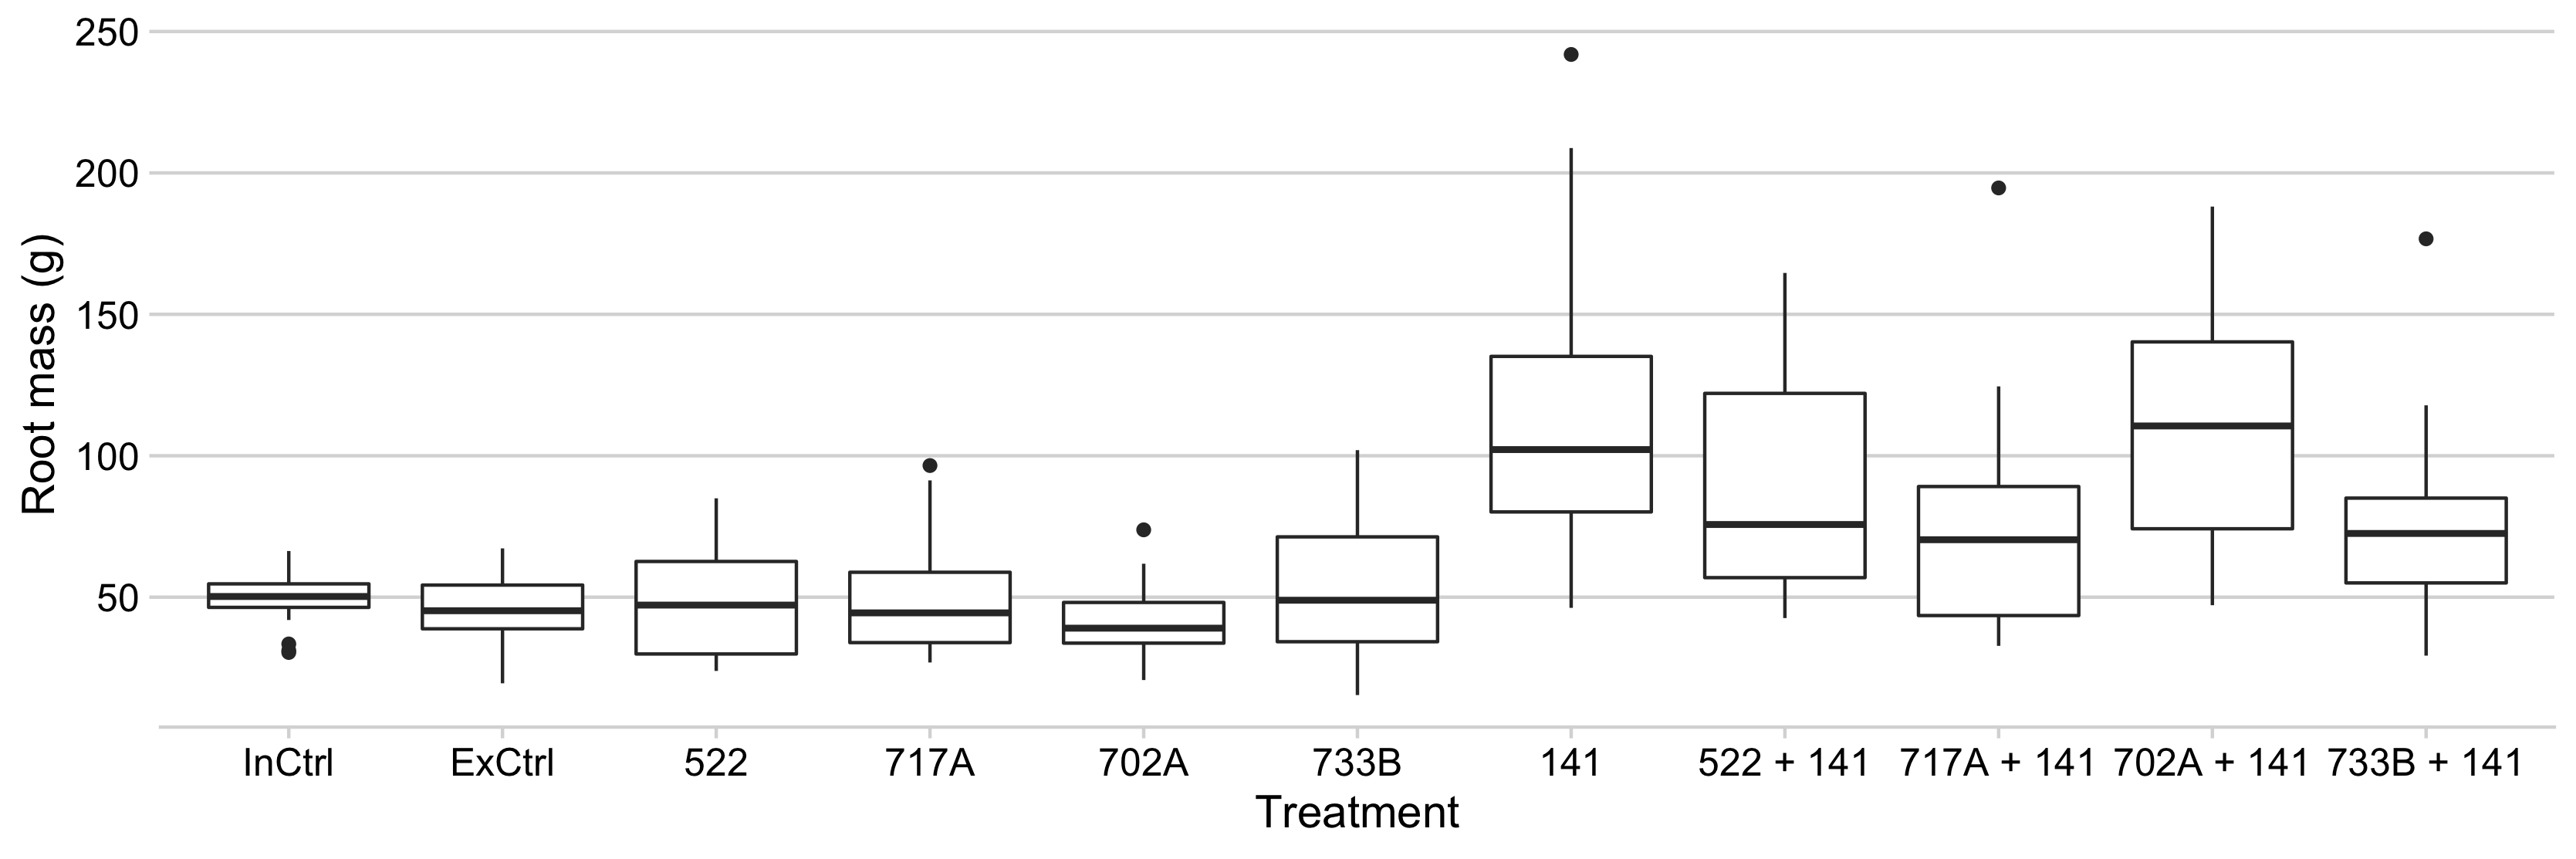 250
200
150
100
50
Root mass (g)
InCtrl ExCtrl 522 717A 702A 733B 141 522 + 141 717A + 141 702A + 141 733B + 141
Treatment